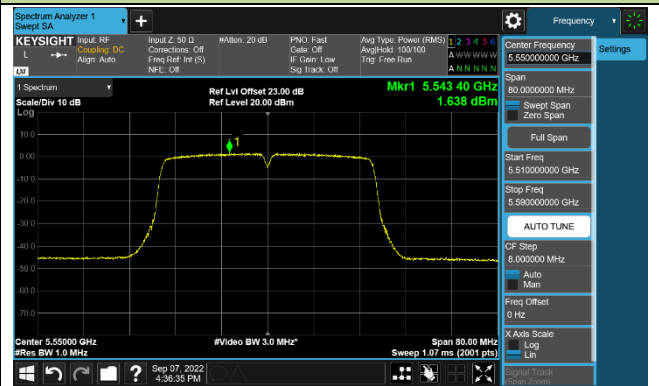 Spectrum Analyzer 1
Swept SA
Frequency
KEYSIGHT
L
LXI
Input: RF
Coupling: DC
Align: Auto
Input Z: 50 Ω
Corrections: Off
Freq Ref: Int (S)
NFE: Off
#Atten: 20 dB
PNO: Fast
Gate: Off
IF Gain: Low
Sig Track: Off
Avg Type: Power (RMS)
Avg|Hold: 100/100
Trig: Free Run
1 2 3 4 5 6
A W W W W W
A N N N N N
1 Spectrum
Scale/Div 10 dB
Log
Ref Lvl Offset 23.00 dB
Ref Level 20.00 dBm
Mkr1 5.543 40 GHz
1.638 dBm
1
10.0
0.00
-10.0
-20.0
-30.0
-40.0
-50.0
-60.0
-70.0
Center 5.55000 GHz
#Res BW 1.0 MHz
#Video BW 3.0 MHz*
Span 80.00 MHz
Sweep 1.07 ms (2001 pts)
Center Frequency
5.550000000 GHz
Settings
Span
80.0000000 MHz
Swept Span
Zero Span
Full Span
Start Freq
5.510000000 GHz
Stop Freq
5.590000000 GHz
AUTO TUNE
CF Step
8.000000 MHz
Auto
Man
Freq Offset
0 Hz
X Axis Scale
Log
Lin
Signal Track
(Span Zoom)
?
Sep 07, 2022
4:36:35 PM